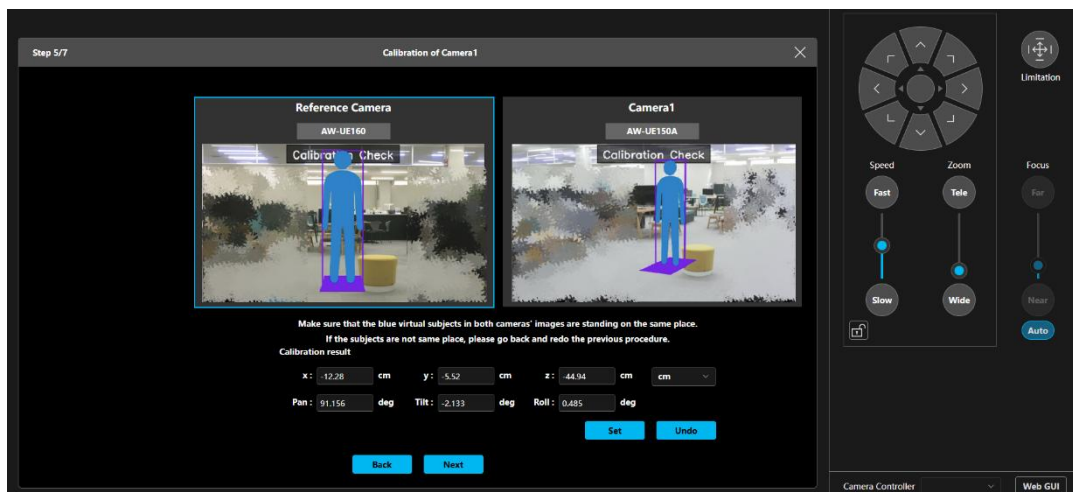 Step 5/7
Calibration of Camera1
Reference Camera
AW-UE160
Calibration Check
Camera1
AW-UE150A
Calibration Check
Make sure that the blue virtual subjects in both cameras' images are standing on the same place.
If the subjects are not same place, please go back and redo the previous procedure.
Calibration result
x : -12.28 cm y : -5.52 cm z : -44.94 cm cm
Pan : 91.156 deg Tilt : -2.133 deg Roll : 0.485 deg
Set Undo
Back Next
Limitation
Speed Zoom Focus
Fast Tele Far
Slow Wide Near
Auto
Camera Controller Web GUI